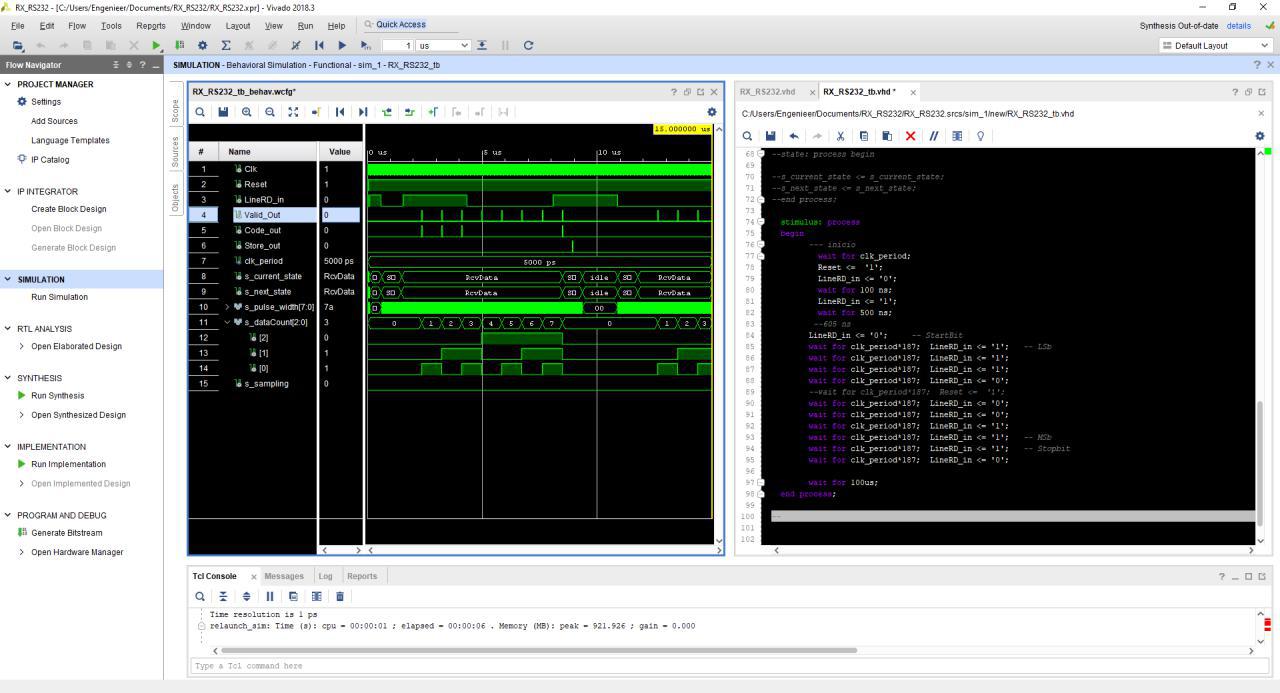 RX_RS232 - [C:/Users/Engenieer/Documents/RX_RS232/RX_RS232.xpr] - Vivado 2018.3
File Edit Flow Tools Reports Window Layout View Run Help Quick Access
Synthesis Out-of-date details
1 us
Default Layout
Flow Navigator
SIMULATION - Behavioral Simulation - Functional - sim_1 - RX_RS232_tb
PROJECT MANAGER
Settings
Add Sources
Language Templates
IP Catalog
IP INTEGRATOR
Create Block Design
Open Block Design
Generate Block Design
SIMULATION
Run Simulation
RTL ANALYSIS
Open Elaborated Design
SYNTHESIS
Run Synthesis
Open Synthesized Design
IMPLEMENTATION
Run Implementation
Open Implemented Design
PROGRAM AND DEBUG
Generate Bitstream
Open Hardware Manager
Scope
Sources
Objects
RX_RS232_tb_behav.wcfg*
15.000000 us
# Name Value 0 us 5 us 10 us
1 Clk 1
2 Reset 1
3 LineRD_in 0
4 Valid_Out 0
5 Code_out 0
6 Store_out 0
7 clk_period 5000 ps 5000 ps
8 s_current_state RcvData RcvData idle RcvData
9 s_next_state RcvData RcvData idle RcvData
10 s_pulse_width[7:0] 7a 00
11 s_dataCount[2:0] 3 0 1 2 3 4 5 6 7 0 1 2 3
12 [2] 0
13 [1] 1
14 [0] 1
15 s_sampling 0
RX_RS232.vhd RX_RS232_tb.vhd *
C:/Users/Engenieer/Documents/RX_RS232/RX_RS232.srcs/sim_1/new/RX_RS232_tb.vhd
68 --state: process begin
69
70 --s_current_state <= s_current_state;
71 --s_next_state <= s_next_state;
72 --end process;
73
74 stimulus: process
75 begin
76 --- inicio
77 wait for clk_period;
78 Reset <= '1';
79 LineRD_in <= '0';
80 wait for 100 ns;
81 LineRD_in <= '1';
82 wait for 500 ns;
83 --605 ns
84 LineRD_in <= '0'; -- StartBit
85 wait for clk_period*187; LineRD_in <= '1'; -- LSb
86 wait for clk_period*187; LineRD_in <= '1';
87 wait for clk_period*187; LineRD_in <= '1';
88 wait for clk_period*187; LineRD_in <= '0';
89 --wait for clk_period*187; Reset <= '1';
90 wait for clk_period*187; LineRD_in <= '0';
91 wait for clk_period*187; LineRD_in <= '0';
92 wait for clk_period*187; LineRD_in <= '1';
93 wait for clk_period*187; LineRD_in <= '1'; -- MSb
94 wait for clk_period*187; LineRD_in <= '1'; -- Stopbit
95 wait for clk_period*187; LineRD_in <= '0';
96
97 wait for 100us;
98 end process;
99
100 --
101
102
Tcl Console Messages Log Reports
Time resolution is 1 ps
relaunch_sim: Time (s): cpu = 00:00:01 ; elapsed = 00:00:06 . Memory (MB): peak = 921.926 ; gain = 0.000
Type a Tcl command here